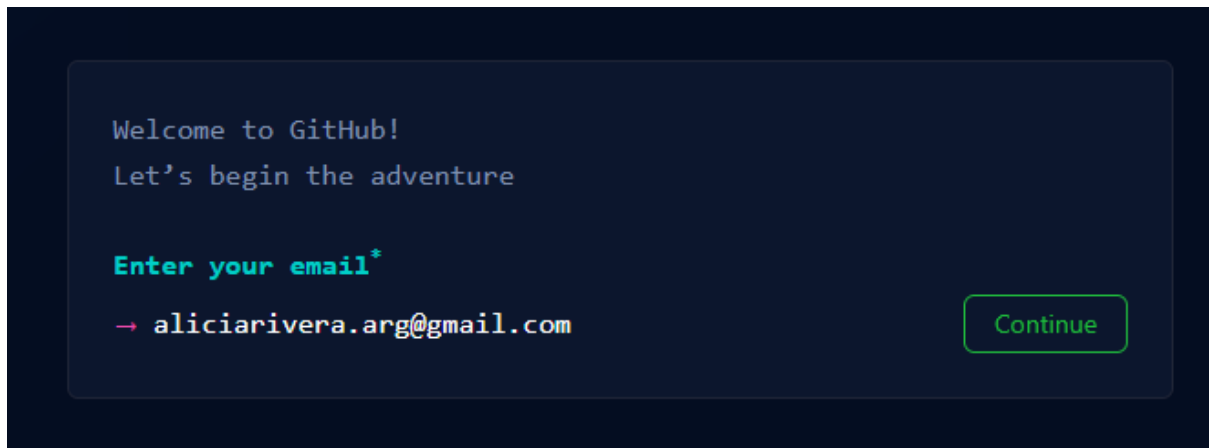 Welcome to GitHub!
Let’s begin the adventure
Enter your email*
→ aliciarivera.arg@gmail.com
Continue